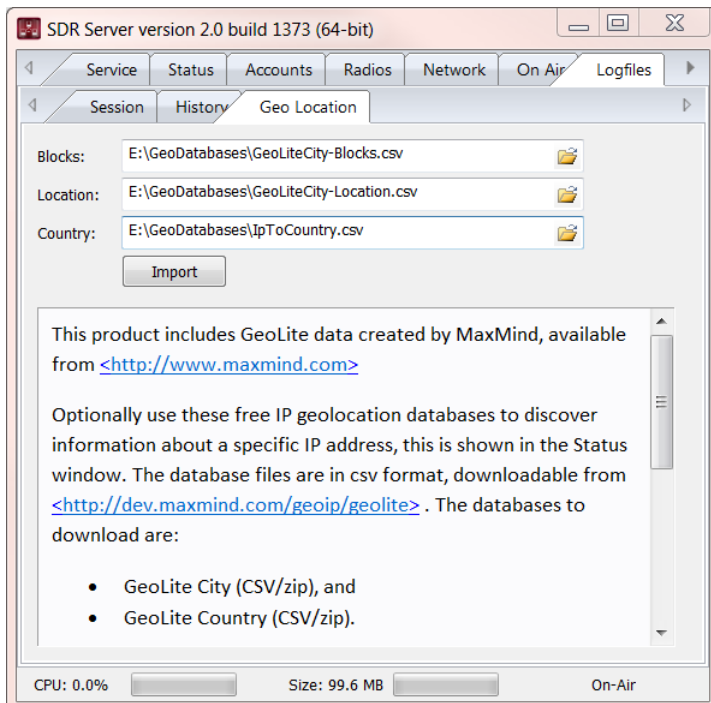 SDR Server version 2.0 build 1373 (64-bit)
Service Status Accounts Radios Network On Air Logfiles
Session History Geo Location
Blocks: E:\GeoDatabases\GeoLiteCity-Blocks.csv
Location: E:\GeoDatabases\GeoLiteCity-Location.csv
Country: E:\GeoDatabases\IpToCountry.csv
Import
This product includes GeoLite data created by MaxMind, available
from <http://www.maxmind.com>
Optionally use these free IP geolocation databases to discover
information about a specific IP address, this is shown in the Status
window. The database files are in csv format, downloadable from
<http://dev.maxmind.com/geoip/geolite> . The databases to
download are:
• GeoLite City (CSV/zip), and
• GeoLite Country (CSV/zip).
CPU: 0.0% Size: 99.6 MB On-Air